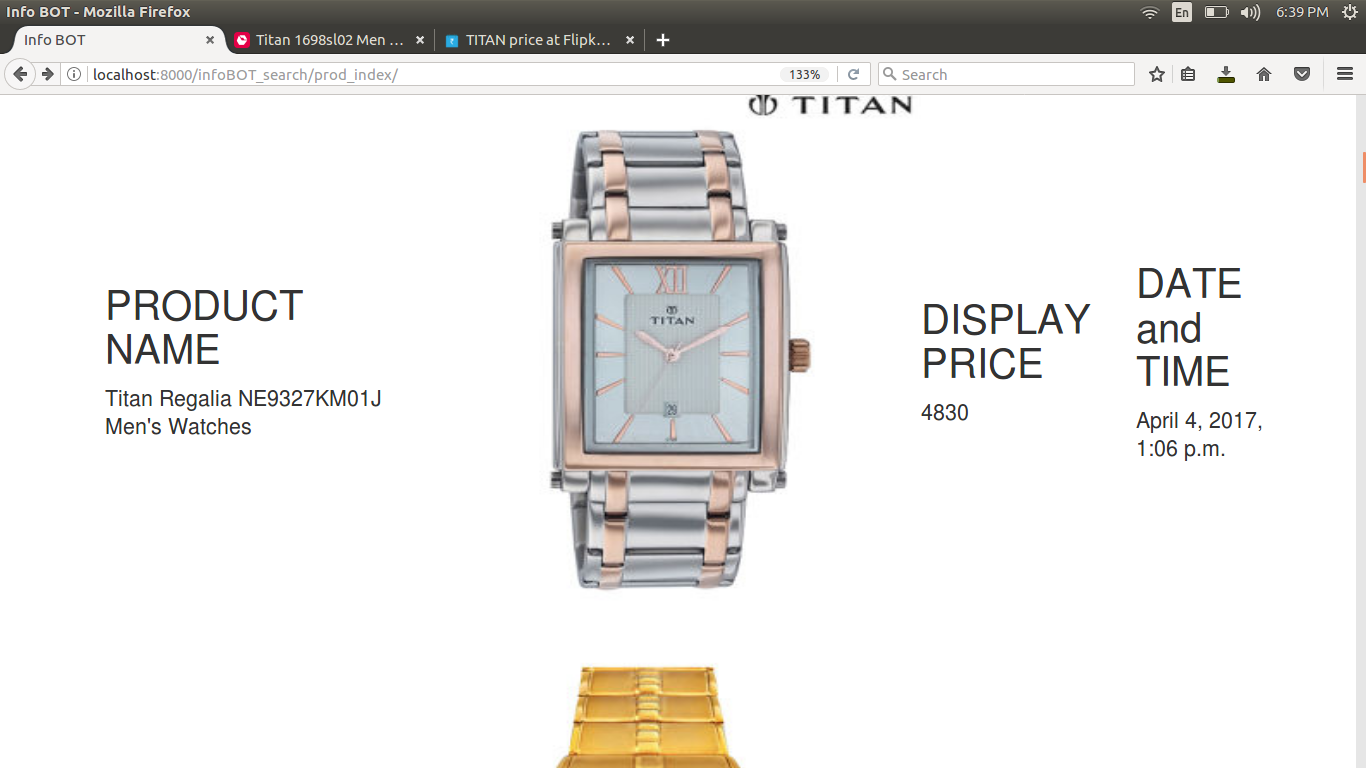 Info BOT - Mozilla Firefox
En
6:39 PM
Info BOT
Titan 1698sl02 Men ...
TITAN price at Flipk...
localhost:8000/infoBOT_search/prod_index/
133%
Search
TITAN
XII
TITAN
29
PRODUCT
NAME
Titan Regalia NE9327KM01J
Men's Watches
DISPLAY
PRICE
4830
DATE
and
TIME
April 4, 2017,
1:06 p.m.